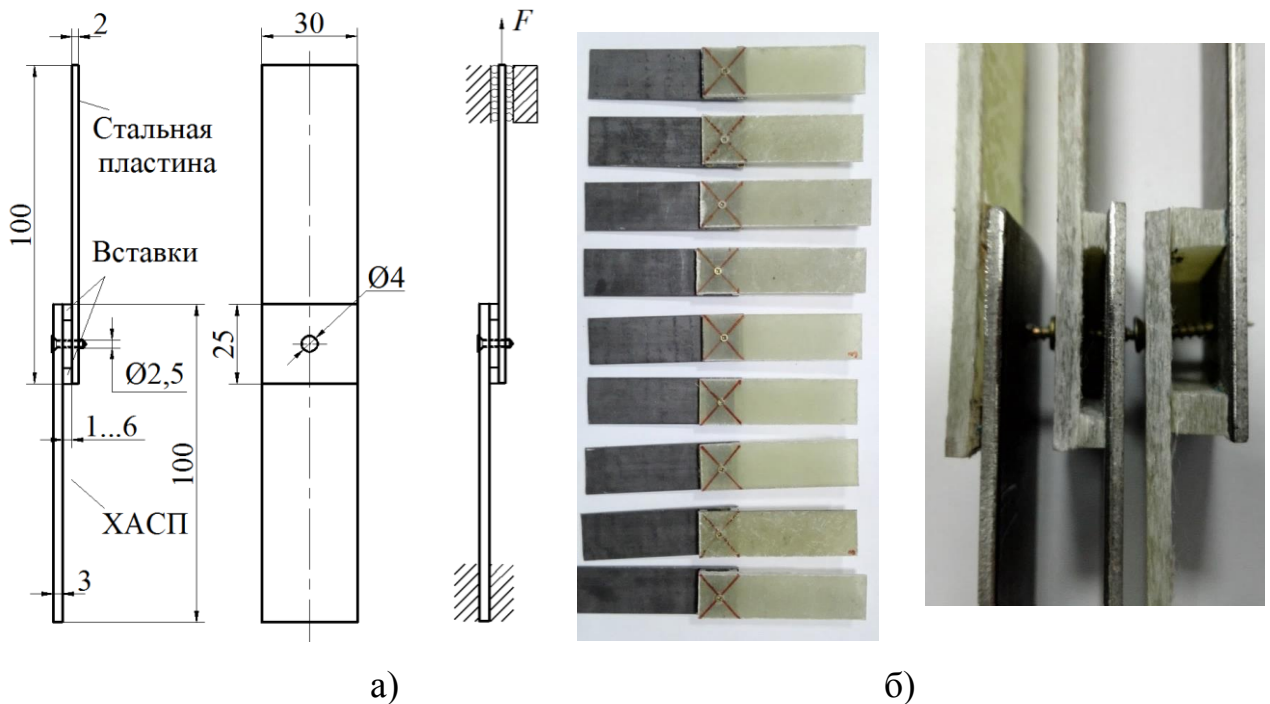 2
30
F
Стальная
пластина
100
Вставки
Ø4
25
Ø2,5
1...6
100
ХАСП
3
а)
б)